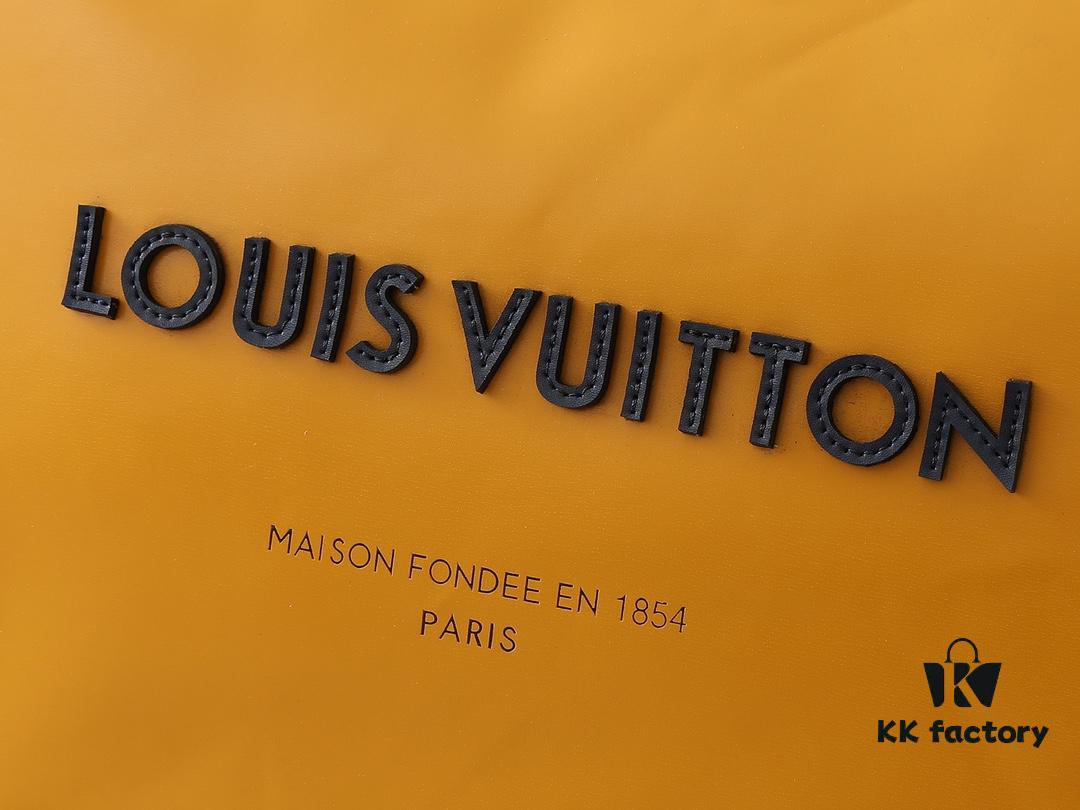 LOUIS VUITTON
MAISON FONDEE EN 1854
PARIS
K
KK factory